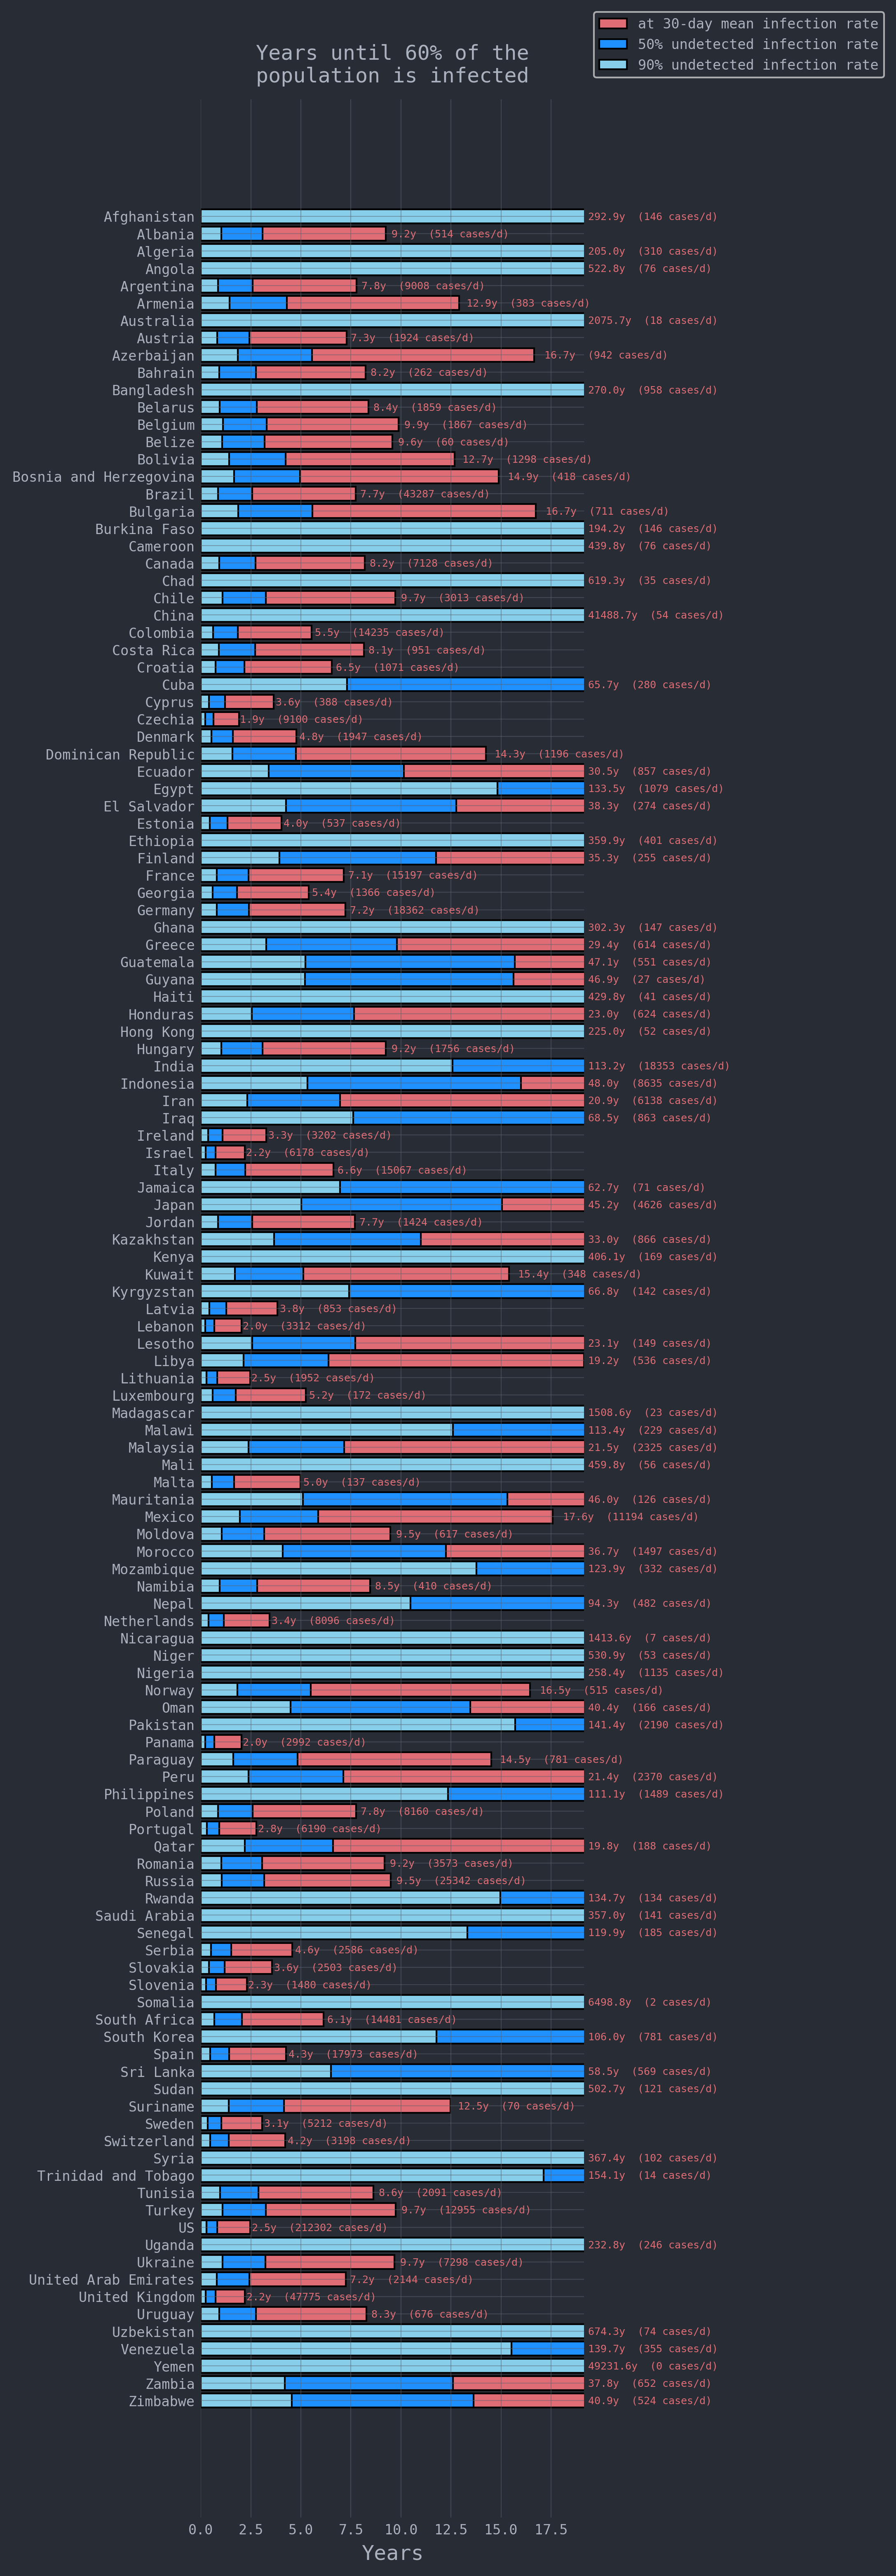 at 30-day mean infection rate
50% undetected infection rate
90% undetected infection rate
Years until 60% of the
population is infected
Afghanistan 292.9y (146 cases/d)
Albania 9.2y (514 cases/d)
Algeria 205.0y (310 cases/d)
Angola 522.8y (76 cases/d)
Argentina 7.8y (9008 cases/d)
Armenia 12.9y (383 cases/d)
Australia 2075.7y (18 cases/d)
Austria 7.3y (1924 cases/d)
Azerbaijan 16.7y (942 cases/d)
Bahrain 8.2y (262 cases/d)
Bangladesh 270.0y (958 cases/d)
Belarus 8.4y (1859 cases/d)
Belgium 9.9y (1867 cases/d)
Belize 9.6y (60 cases/d)
Bolivia 12.7y (1298 cases/d)
Bosnia and Herzegovina 14.9y (418 cases/d)
Brazil 7.7y (43287 cases/d)
Bulgaria 16.7y (711 cases/d)
Burkina Faso 194.2y (146 cases/d)
Cameroon 439.8y (76 cases/d)
Canada 8.2y (7128 cases/d)
Chad 619.3y (35 cases/d)
Chile 9.7y (3013 cases/d)
China 41488.7y (54 cases/d)
Colombia 5.5y (14235 cases/d)
Costa Rica 8.1y (951 cases/d)
Croatia 6.5y (1071 cases/d)
Cuba 65.7y (280 cases/d)
Cyprus 3.6y (388 cases/d)
Czechia 1.9y (9100 cases/d)
Denmark 4.8y (1947 cases/d)
Dominican Republic 14.3y (1196 cases/d)
Ecuador 30.5y (857 cases/d)
Egypt 133.5y (1079 cases/d)
El Salvador 38.3y (274 cases/d)
Estonia 4.0y (537 cases/d)
Ethiopia 359.9y (401 cases/d)
Finland 35.3y (255 cases/d)
France 7.1y (15197 cases/d)
Georgia 5.4y (1366 cases/d)
Germany 7.2y (18362 cases/d)
Ghana 302.3y (147 cases/d)
Greece 29.4y (614 cases/d)
Guatemala 47.1y (551 cases/d)
Guyana 46.9y (27 cases/d)
Haiti 429.8y (41 cases/d)
Honduras 23.0y (624 cases/d)
Hong Kong 225.0y (52 cases/d)
Hungary 9.2y (1756 cases/d)
India 113.2y (18353 cases/d)
Indonesia 48.0y (8635 cases/d)
Iran 20.9y (6138 cases/d)
Iraq 68.5y (863 cases/d)
Ireland 3.3y (3202 cases/d)
Israel 2.2y (6178 cases/d)
Italy 6.6y (15067 cases/d)
Jamaica 62.7y (71 cases/d)
Japan 45.2y (4626 cases/d)
Jordan 7.7y (1424 cases/d)
Kazakhstan 33.0y (866 cases/d)
Kenya 406.1y (169 cases/d)
Kuwait 15.4y (348 cases/d)
Kyrgyzstan 66.8y (142 cases/d)
Latvia 3.8y (853 cases/d)
Lebanon 2.0y (3312 cases/d)
Lesotho 23.1y (149 cases/d)
Libya 19.2y (536 cases/d)
Lithuania 2.5y (1952 cases/d)
Luxembourg 5.2y (172 cases/d)
Madagascar 1508.6y (23 cases/d)
Malawi 113.4y (229 cases/d)
Malaysia 21.5y (2325 cases/d)
Mali 459.8y (56 cases/d)
Malta 5.0y (137 cases/d)
Mauritania 46.0y (126 cases/d)
Mexico 17.6y (11194 cases/d)
Moldova 9.5y (617 cases/d)
Morocco 36.7y (1497 cases/d)
Mozambique 123.9y (332 cases/d)
Namibia 8.5y (410 cases/d)
Nepal 94.3y (482 cases/d)
Netherlands 3.4y (8096 cases/d)
Nicaragua 1413.6y (7 cases/d)
Niger 530.9y (53 cases/d)
Nigeria 258.4y (1135 cases/d)
Norway 16.5y (515 cases/d)
Oman 40.4y (166 cases/d)
Pakistan 141.4y (2190 cases/d)
Panama 2.0y (2992 cases/d)
Paraguay 14.5y (781 cases/d)
Peru 21.4y (2370 cases/d)
Philippines 111.1y (1489 cases/d)
Poland 7.8y (8160 cases/d)
Portugal 2.8y (6190 cases/d)
Qatar 19.8y (188 cases/d)
Romania 9.2y (3573 cases/d)
Russia 9.5y (25342 cases/d)
Rwanda 134.7y (134 cases/d)
Saudi Arabia 357.0y (141 cases/d)
Senegal 119.9y (185 cases/d)
Serbia 4.6y (2586 cases/d)
Slovakia 3.6y (2503 cases/d)
Slovenia 2.3y (1480 cases/d)
Somalia 6498.8y (2 cases/d)
South Africa 6.1y (14481 cases/d)
South Korea 106.0y (781 cases/d)
Spain 4.3y (17973 cases/d)
Sri Lanka 58.5y (569 cases/d)
Sudan 502.7y (121 cases/d)
Suriname 12.5y (70 cases/d)
Sweden 3.1y (5212 cases/d)
Switzerland 4.2y (3198 cases/d)
Syria 367.4y (102 cases/d)
Trinidad and Tobago 154.1y (14 cases/d)
Tunisia 8.6y (2091 cases/d)
Turkey 9.7y (12955 cases/d)
US 2.5y (212302 cases/d)
Uganda 232.8y (246 cases/d)
Ukraine 9.7y (7298 cases/d)
United Arab Emirates 7.2y (2144 cases/d)
United Kingdom 2.2y (47775 cases/d)
Uruguay 8.3y (676 cases/d)
Uzbekistan 674.3y (74 cases/d)
Venezuela 139.7y (355 cases/d)
Yemen 49231.6y (0 cases/d)
Zambia 37.8y (652 cases/d)
Zimbabwe 40.9y (524 cases/d)
0.0 2.5 5.0 7.5 10.0 12.5 15.0 17.5
Years